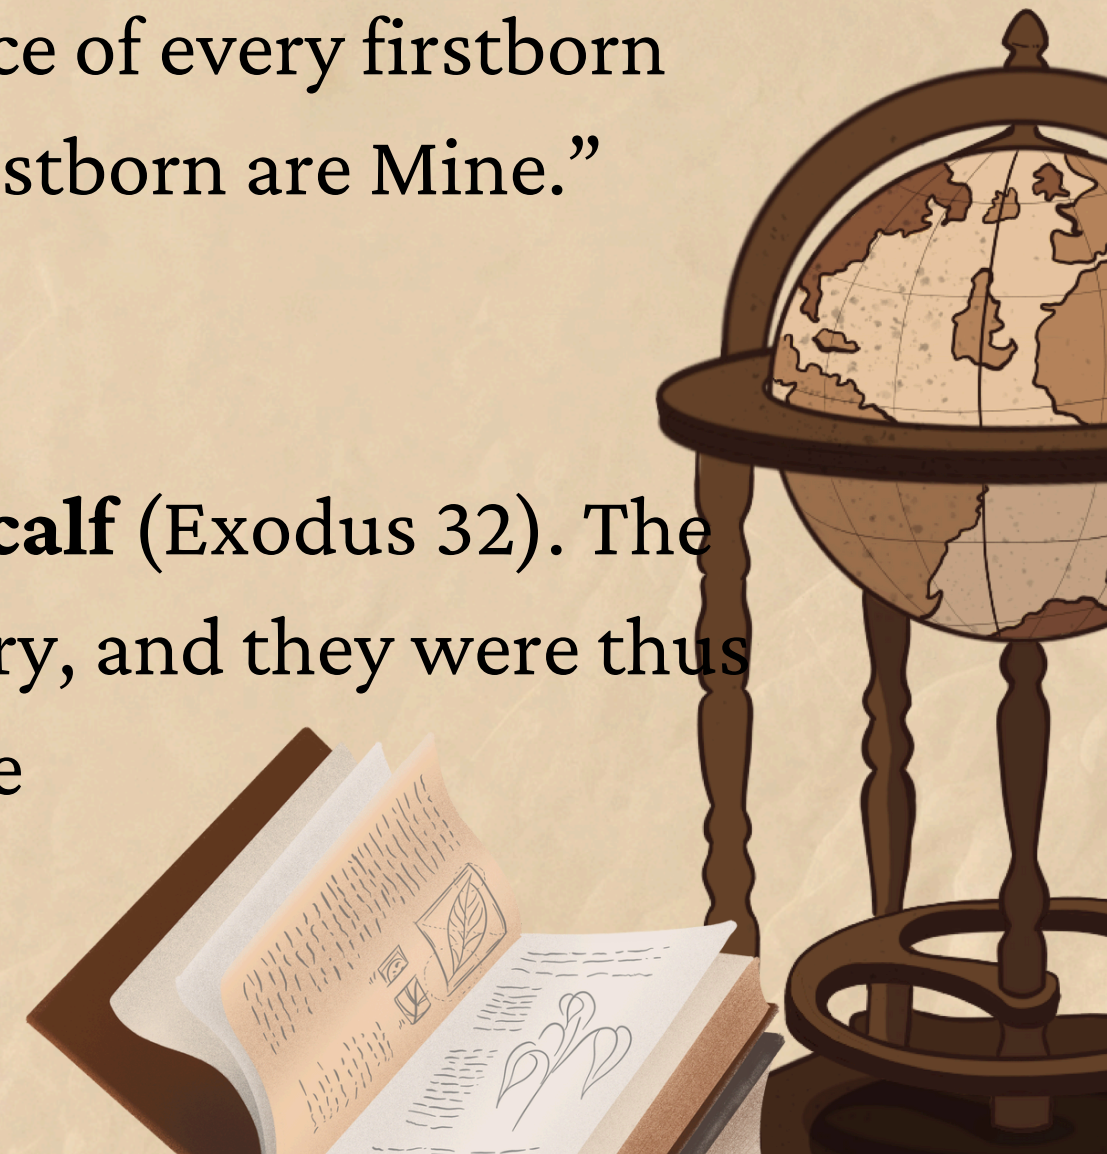 ce of every firstborn
stborn are Mine.”
calf (Exodus 32). The
ry, and they were thus
e